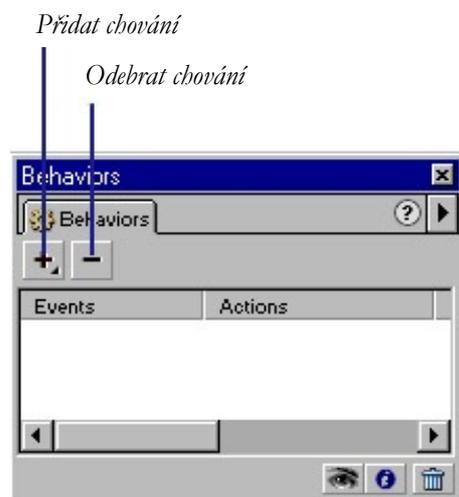 Přidat chování
Odebrat chování
Behaviors
Behaviors ?
+ −
Events Actions